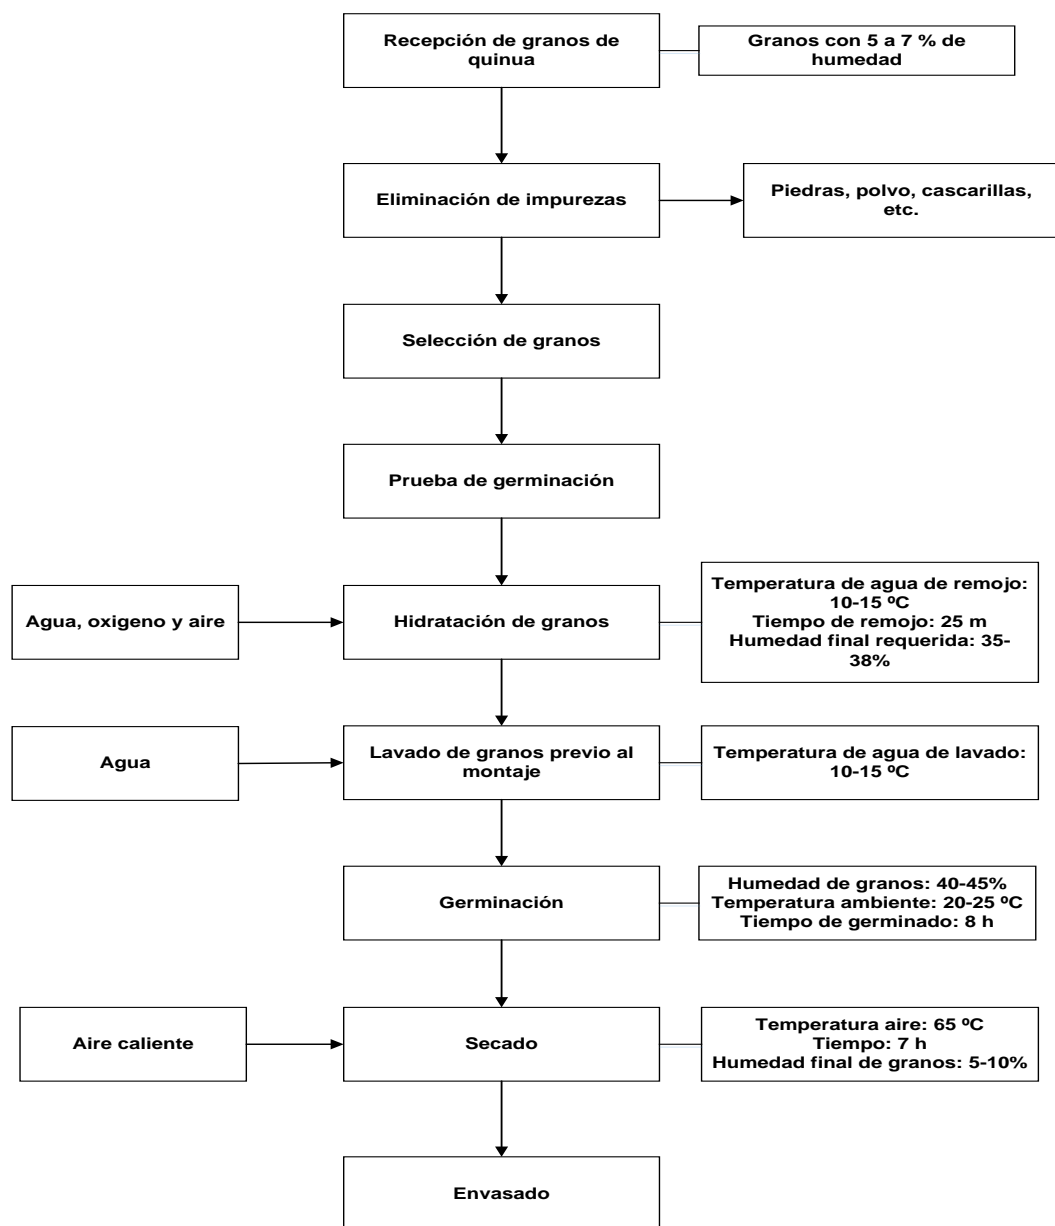 Recepción de granos de
quinua
Granos con 5 a 7 % de
humedad
Eliminación de impurezas
Piedras, polvo, cascarillas,
etc.
Selección de granos
Prueba de germinación
Agua, oxigeno y aire
Hidratación de granos
Temperatura de agua de remojo:
10-15 ºC
Tiempo de remojo: 25 m
Humedad final requerida: 35-
38%
Agua
Lavado de granos previo al
montaje
Temperatura de agua de lavado:
10-15 ºC
Germinación
Humedad de granos: 40-45%
Temperatura ambiente: 20-25 ºC
Tiempo de germinado: 8 h
Aire caliente
Secado
Temperatura aire: 65 ºC
Tiempo: 7 h
Humedad final de granos: 5-10%
Envasado